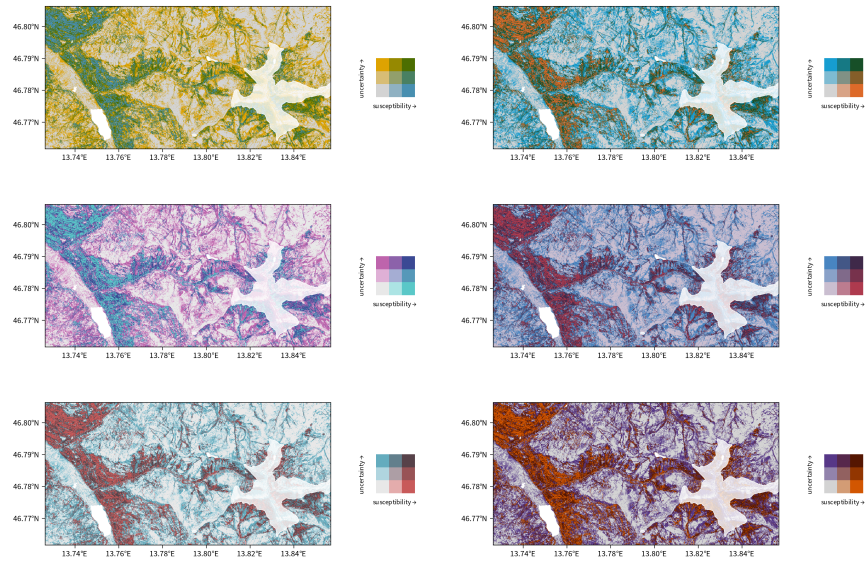 46.80°N
46.79°N
46.78°N
46.77°N
13.74°E 13.76°E 13.78°E 13.80°E 13.82°E 13.84°E
uncertainty →
susceptibility →
46.80°N
46.79°N
46.78°N
46.77°N
13.74°E 13.76°E 13.78°E 13.80°E 13.82°E 13.84°E
uncertainty →
susceptibility →
46.80°N
46.79°N
46.78°N
46.77°N
13.74°E 13.76°E 13.78°E 13.80°E 13.82°E 13.84°E
uncertainty →
susceptibility →
46.80°N
46.79°N
46.78°N
46.77°N
13.74°E 13.76°E 13.78°E 13.80°E 13.82°E 13.84°E
uncertainty →
susceptibility →
46.80°N
46.79°N
46.78°N
46.77°N
13.74°E 13.76°E 13.78°E 13.80°E 13.82°E 13.84°E
uncertainty →
susceptibility →
46.80°N
46.79°N
46.78°N
46.77°N
13.74°E 13.76°E 13.78°E 13.80°E 13.82°E 13.84°E
uncertainty →
susceptibility →